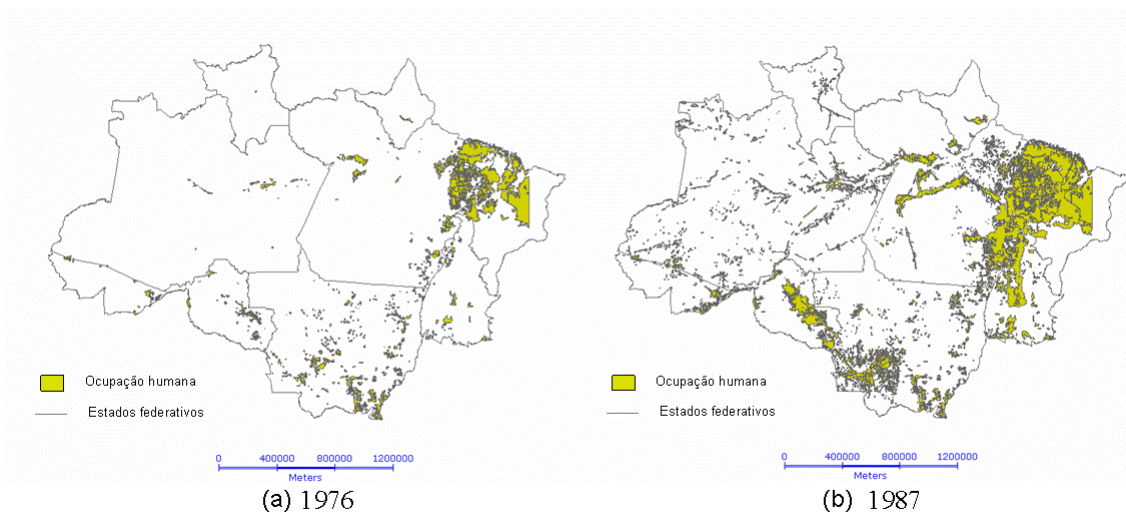 Ocupação humana
Estados federativos
0 400000 800000 1200000
Meters
(a) 1976
Ocupação humana
Estados federativos
0 400000 800000 1200000
Meters
(b) 1987